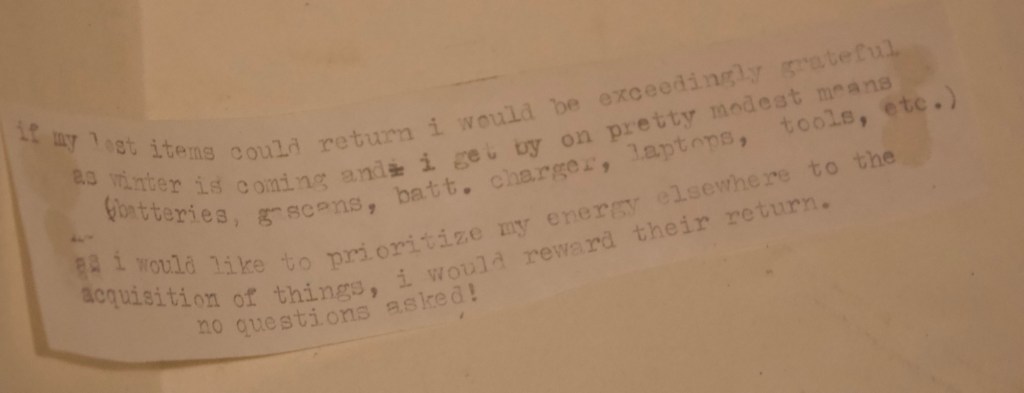 if my lost items could return i would be exceedingly grateful
as winter is coming and i get by on pretty modest means
(batteries, gascans, batt. charger, laptops, tools, etc.)
as i would like to prioritize my energy elsewhere to the
acquisition of things, i would reward their return.
no questions asked!